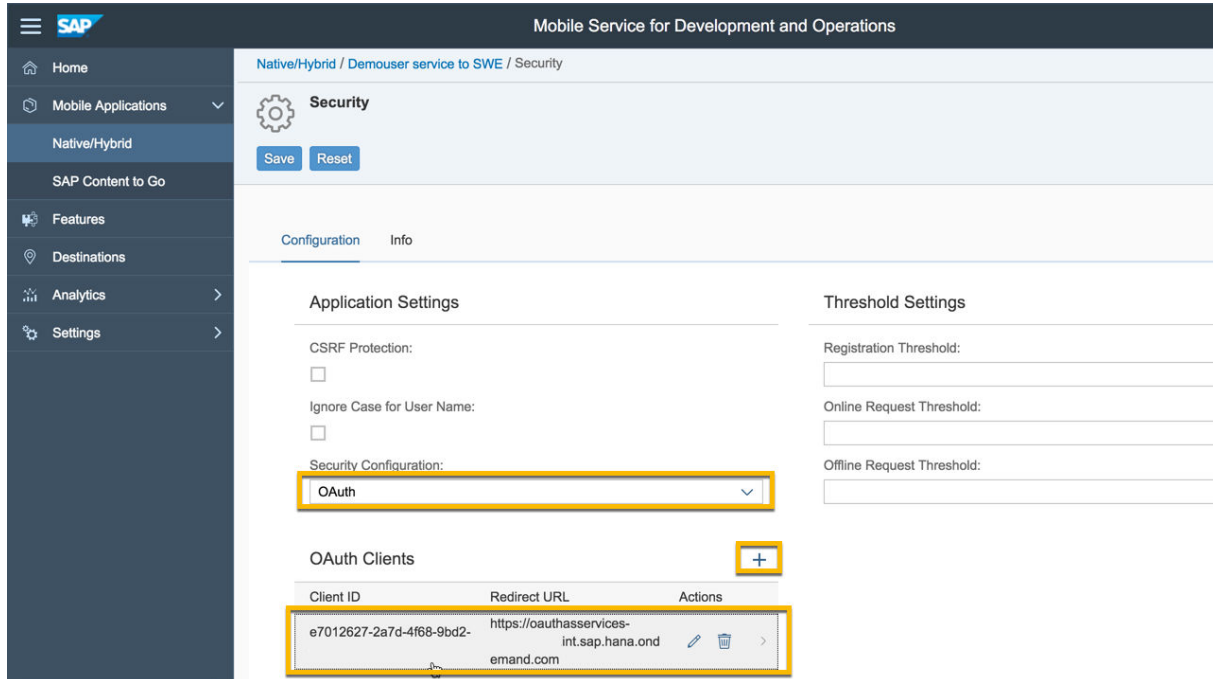 SAP Mobile Service for Development and Operations
Home
Mobile Applications
Native/Hybrid
SAP Content to Go
Features
Destinations
Analytics
Settings
Native/Hybrid / Demouser service to SWE / Security
Security
Save Reset
Configuration Info
Application Settings
CSRF Protection:
Ignore Case for User Name:
Security Configuration:
OAuth
OAuth Clients +
Client ID Redirect URL Actions
e7012627-2a7d-4f68-9bd2-
https://oauthasservices-
int.sap.hana.ond
emand.com
Threshold Settings
Registration Threshold:
Online Request Threshold:
Offline Request Threshold: